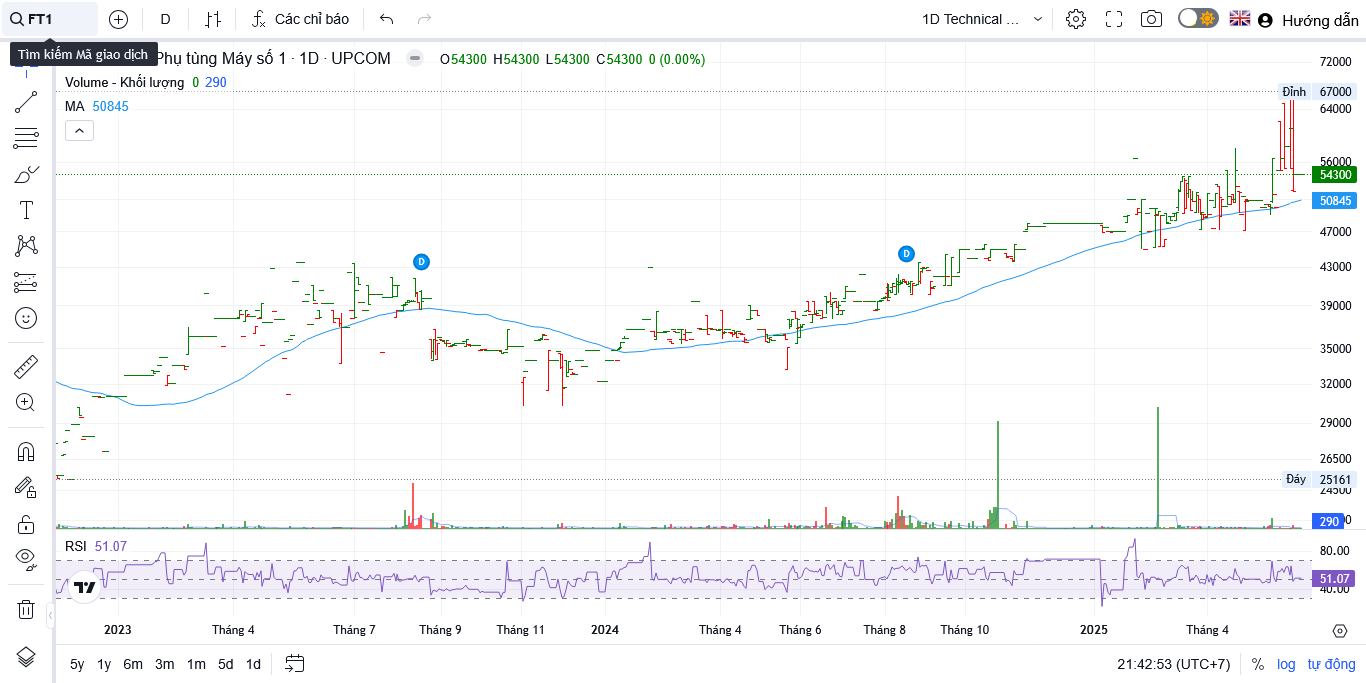 FT1 D Các chỉ báo 1D Technical ... Hướng dẫn
Tìm kiếm Mã giao dịch
Phụ tùng Máy số 1 · 1D · UPCOM O54300 H54300 L54300 C54300 0 (0.00%)
Volume - Khối lượng 0 290
MA 50845
72000
Đỉnh 67000
64000
56000
54300
50845
47000
43000
39000
35000
32000
29000
26500
Đáy 25161
24500
290
D
D
RSI 51.07
80.00
51.07
40.00
2023 Tháng 4 Tháng 7 Tháng 9 Tháng 11 2024 Tháng 4 Tháng 6 Tháng 8 Tháng 10 2025 Tháng 4
5y 1y 6m 3m 1m 5d 1d 21:42:53 (UTC+7) % log tự động